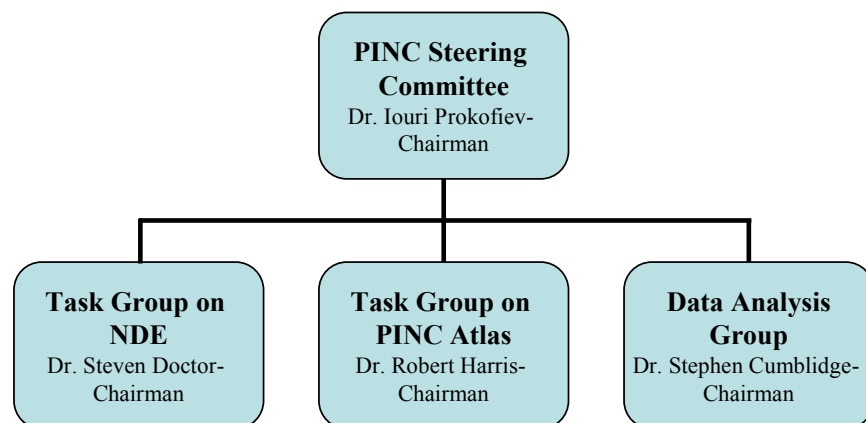 PINC Steering
Committee
Dr. Iouri Prokofiev-
Chairman
Task Group on
NDE
Dr. Steven Doctor-
Chairman
Task Group on
PINC Atlas
Dr. Robert Harris-
Chairman
Data Analysis
Group
Dr. Stephen Cumblidge-
Chairman